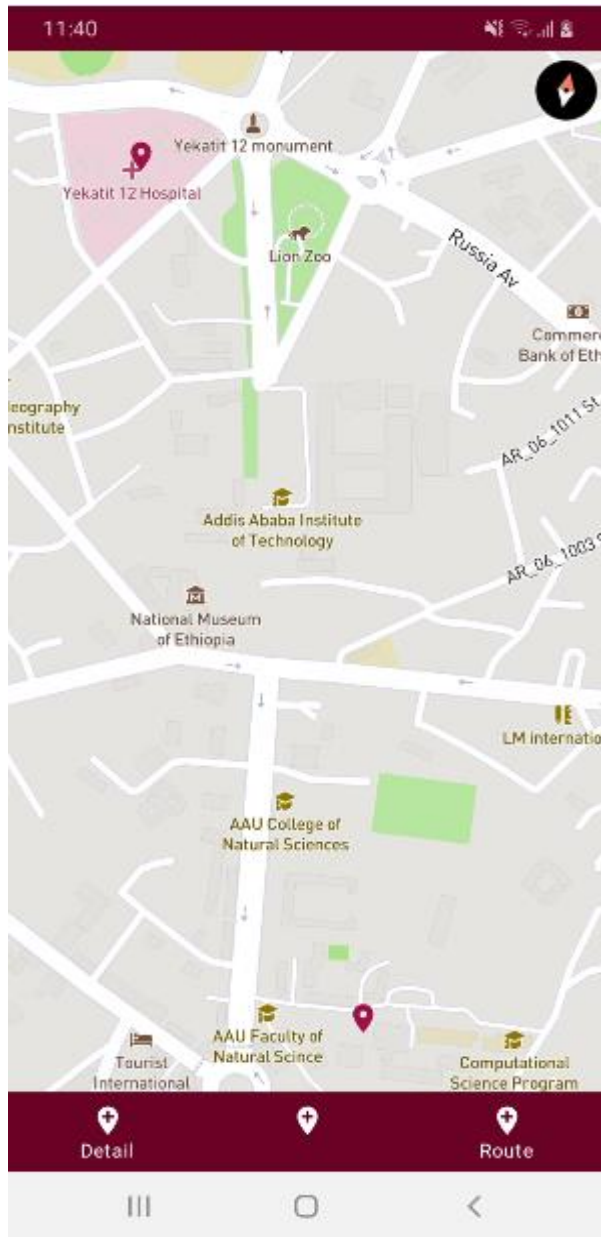 11:40
Yekatit 12 monument
Yekatit 12 Hospital
Lion Zoo
Russia Av
Commer
Bank of Eth
eography
nstitute
AR_06_1011 St
Addis Ababa Institute
of Technology
AR_06_1003 S
National Museum
of Ethiopia
LM internatio
AAU College of
Natural Sciences
AAU Faculty of
Natural Scince
Tourist
International
Computational
Science Program
Detail
Route